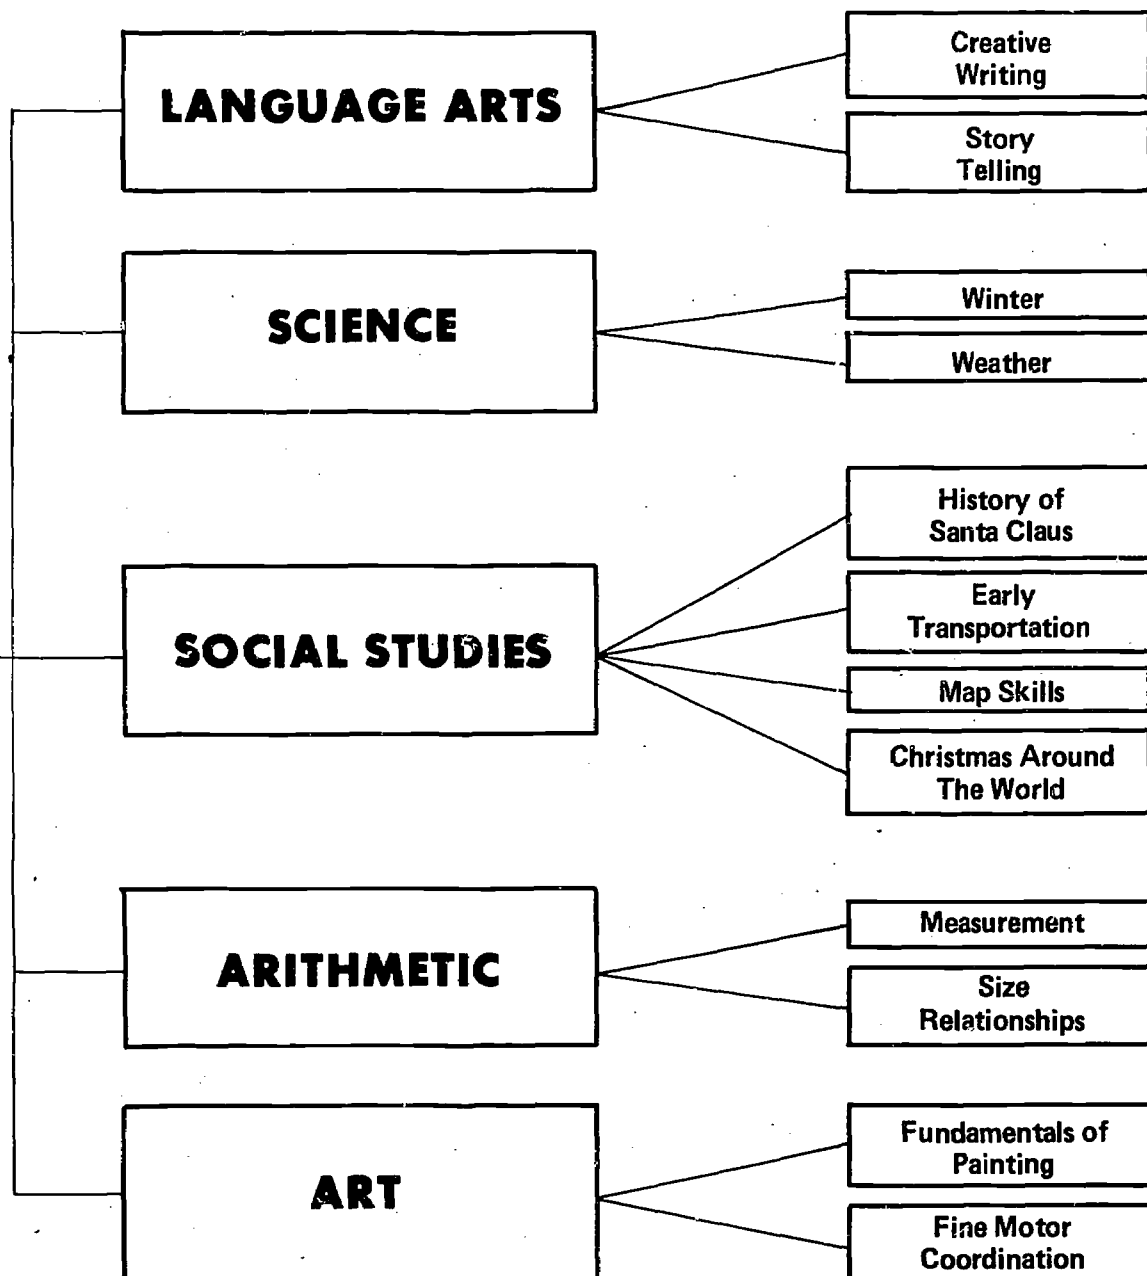 LANGUAGE ARTS
Creative
Writing
Story
Telling
SCIENCE
Winter
Weather
SOCIAL STUDIES
History of
Santa Claus
Early
Transportation
Map Skills
Christmas Around
The World
ARITHMETIC
Measurement
Size
Relationships
ART
Fundamentals of
Painting
Fine Motor
Coordination